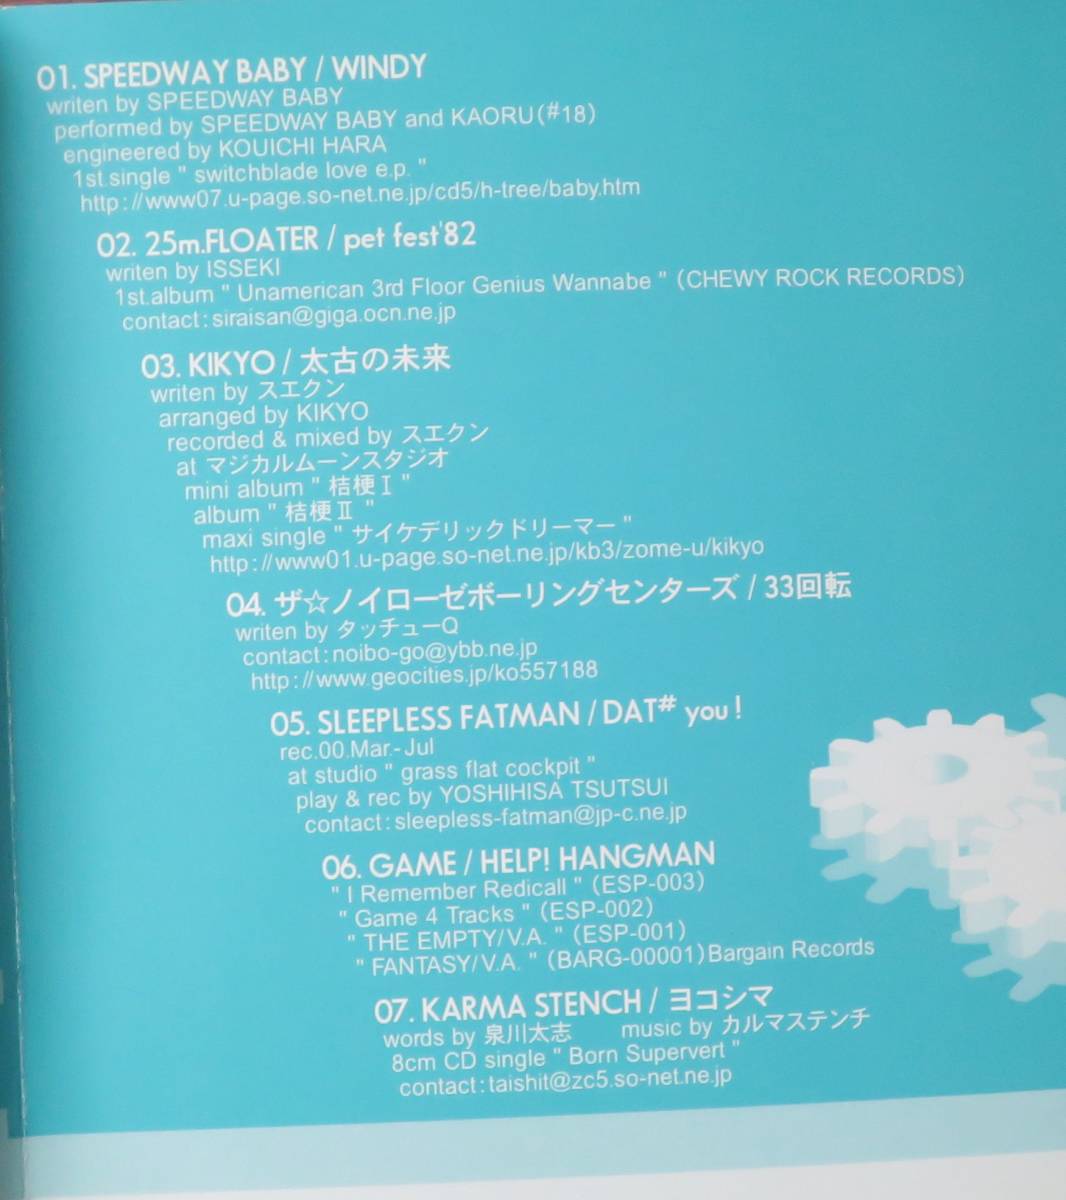 01. SPEEDWAY BABY / WINDY
writen by SPEEDWAY BABY
performed by SPEEDWAY BABY and KAORU(#18)
engineered by KOUICHI HARA
1st.single " switchblade love e.p. "
http://www07.u-page.so-net.ne.jp/cd5/h-tree/baby.htm
02. 25m.FLOATER / pet fest'82
writen by ISSEKI
1st.album " Unamerican 3rd Floor Genius Wannabe " (CHEWY ROCK RECORDS)
contact:siraisan@giga.ocn.ne.jp
03. KIKYO / 太古の未来
writen by スエクン
arranged by KIKYO
recorded & mixed by スエクン
at マジカルムーンスタジオ
mini album " 桔梗Ⅰ "
album " 桔梗Ⅱ "
maxi single " サイケデリックドリーマー "
http://www01.u-page.so-net.ne.jp/kb3/zome-u/kikyo
04. ザ☆ノイローゼボーリングセンターズ / 33回転
writen by タッチューQ
contact:noibo-go@ybb.ne.jp
http://www.geocities.jp/ko557188
05. SLEEPLESS FATMAN / DAT# you!
rec.00.Mar.-Jul
at studio " grass flat cockpit "
play & rec by YOSHIHISA TSUTSUI
contact:sleepless-fatman@jp-c.ne.jp
06. GAME / HELP! HANGMAN
" I Remember Redicall " (ESP-003)
" Game 4 Tracks " (ESP-002)
" THE EMPTY/V.A. " (ESP-001)
" FANTASY/V.A. " (BARG-00001)Bargain Records
07. KARMA STENCH / ヨコシマ
words by 泉川太志 music by カルマステンチ
8cm CD single " Born Supervert "
contact:taishit@zc5.so-net.ne.jp